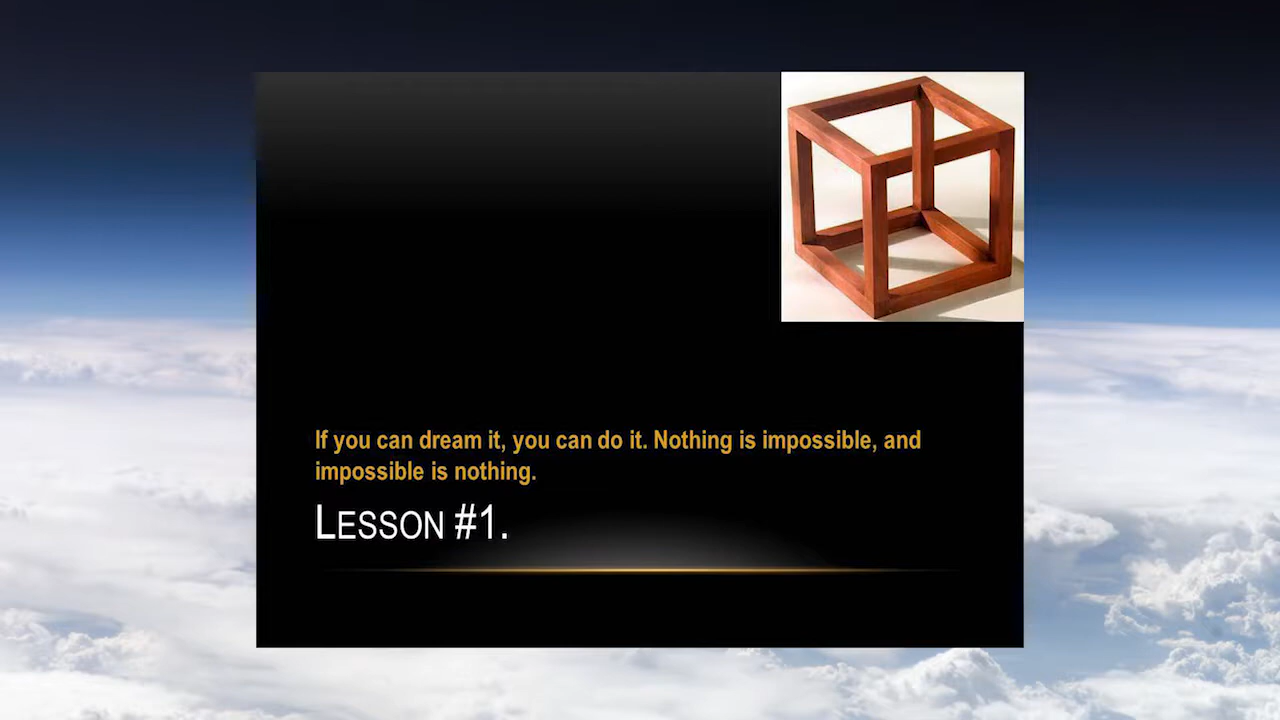 If you can dream it, you can do it. Nothing is impossible, and
impossible is nothing.
LESSON #1.